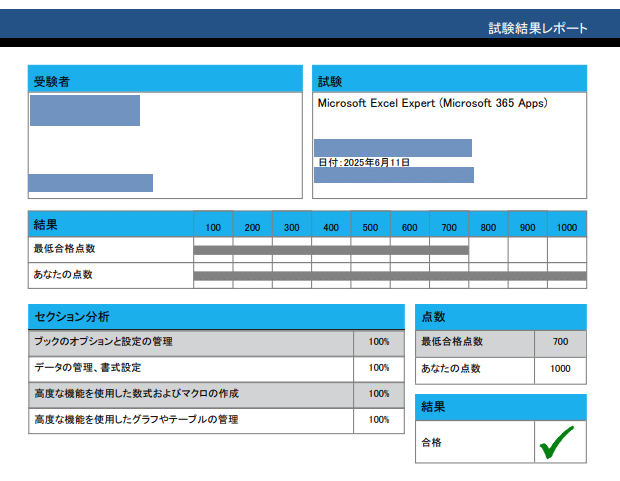 試験結果レポート
受験者
試験
Microsoft Excel Expert (Microsoft 365 Apps)
日付：2025年6月11日
結果 100 200 300 400 500 600 700 800 900 1000
最低合格点数
あなたの点数
セクション分析
ブックのオプションと設定の管理 100%
データの管理、書式設定 100%
高度な機能を使用した数式およびマクロの作成 100%
高度な機能を使用したグラフやテーブルの管理 100%
点数
最低合格点数 700
あなたの点数 1000
結果
合格